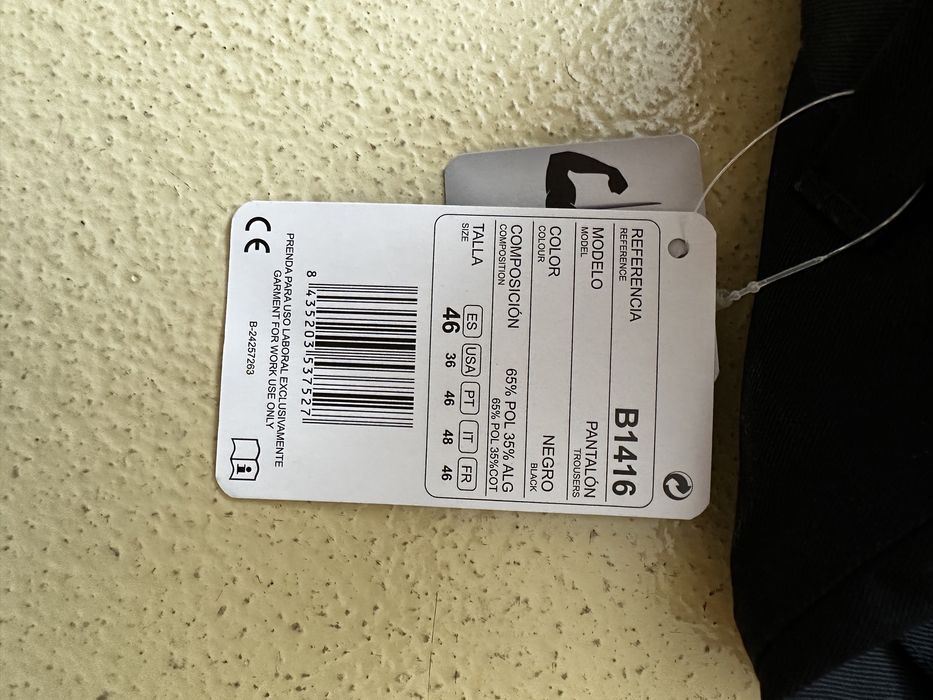 REFERENCIA
REFERENCE
B1416
MODELO
MODEL
PANTALÓN
TROUSERS
COLOR
COLOUR
NEGRO
BLACK
COMPOSICIÓN
COMPOSITION
65% POL 35% ALG
65% POL 35%COT
TALLA
SIZE
ES USA PT IT FR
46 36 46 48 46
8 435203 537527
PRENDA PARA USO LABORAL EXCLUSIVAMENTE
GARMENT FOR WORK USE ONLY
B-24257263
CE
i